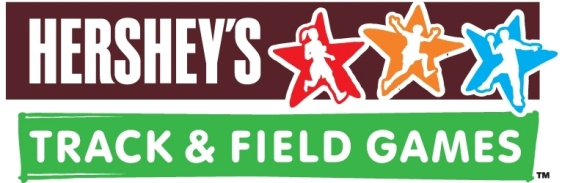 HERSHEY'S
TRACK & FIELD GAMES ™